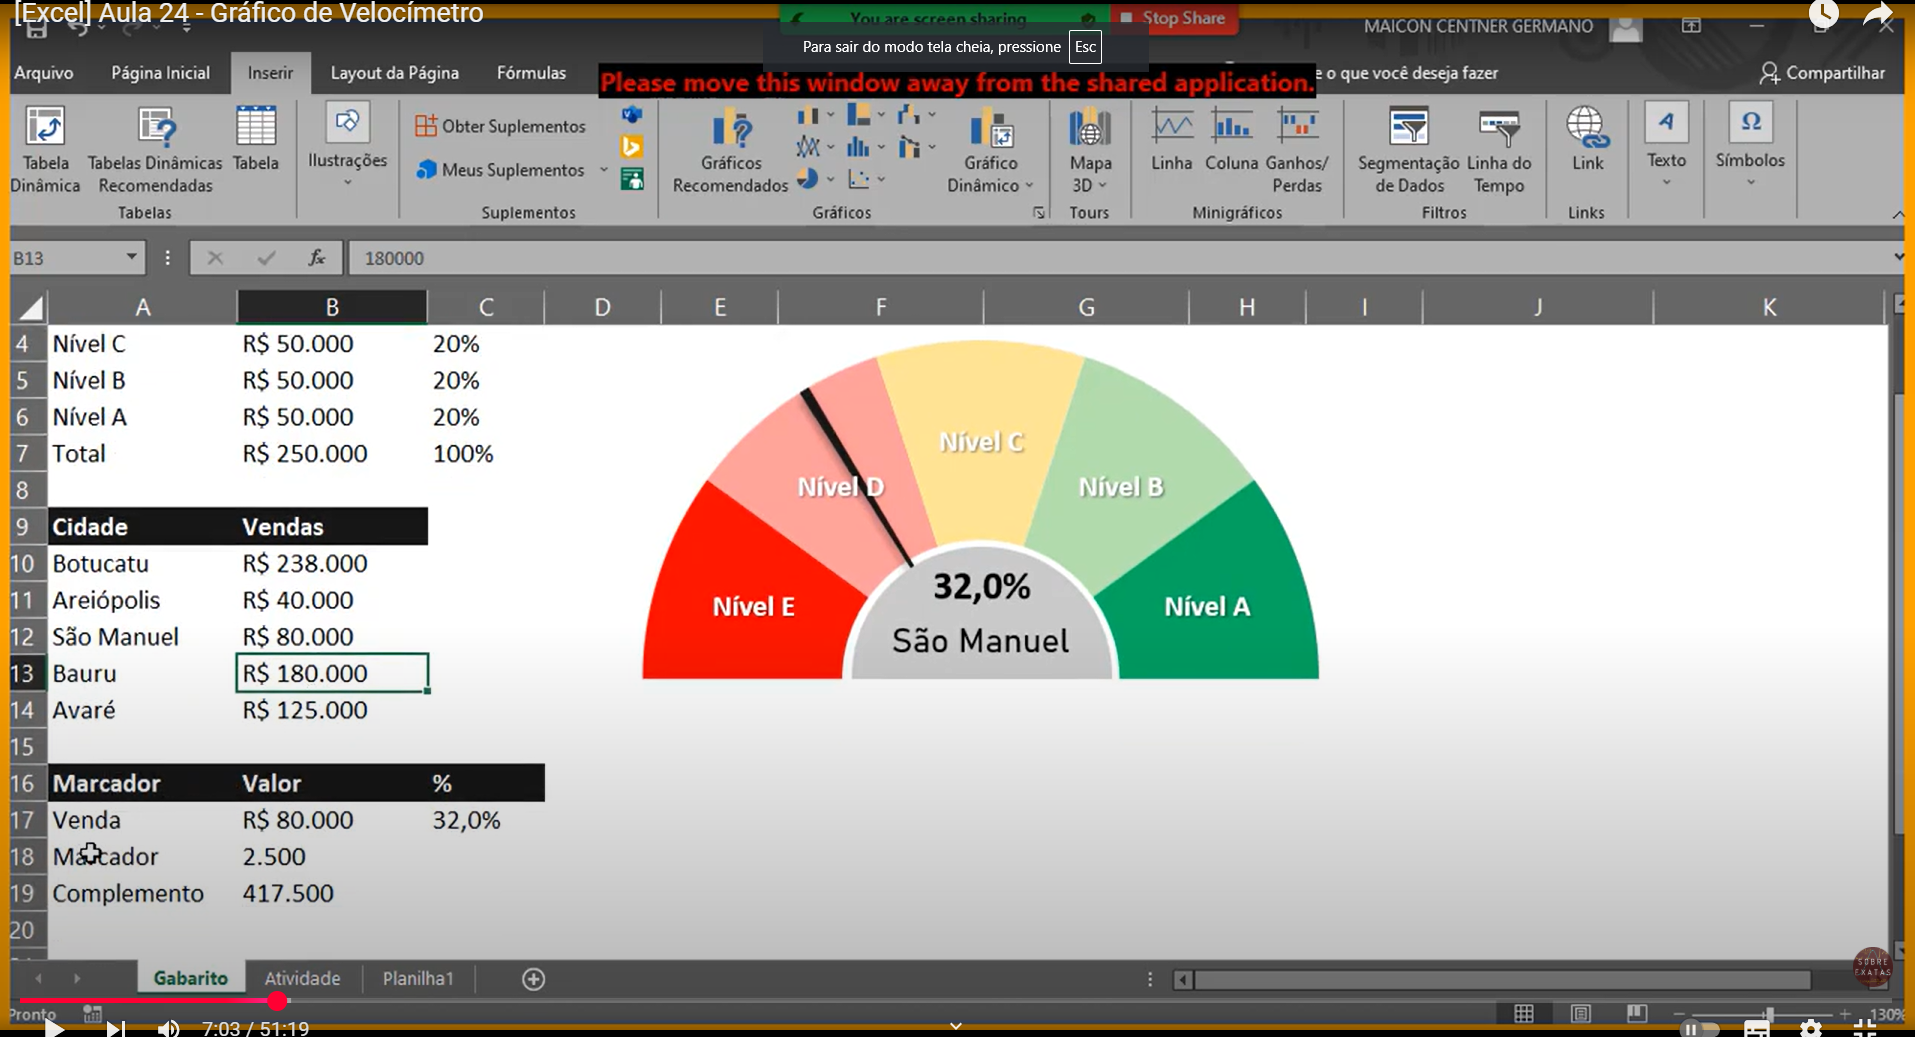 [Excel] Aula 24 - Gráfico de Velocímetro
You are screen sharing
Stop Share
MAICON CENTNER GERMANO
Para sair do modo tela cheia, pressione Esc
Arquivo Página Inicial Inserir Layout da Página Fórmulas
Please move this window away from the shared application.
e o que você deseja fazer
Compartilhar
Tabela Dinâmica
Tabelas Dinâmicas Recomendadas
Tabela
Tabelas
Ilustrações
Obter Suplementos
Meus Suplementos
Suplementos
Gráficos Recomendados
Gráfico Dinâmico
Gráficos
Mapa 3D
Tours
Linha Coluna Ganhos/ Perdas
Minigráficos
Segmentação de Dados
Linha do Tempo
Filtros
Link
Links
Texto
Símbolos
B13 fx 180000
A B C D E F G H I J K
4 Nível C R$ 50.000 20%
5 Nível B R$ 50.000 20%
6 Nível A R$ 50.000 20%
7 Total R$ 250.000 100%
8
9 Cidade Vendas
10 Botucatu R$ 238.000
11 Areiópolis R$ 40.000
12 São Manuel R$ 80.000
13 Bauru R$ 180.000
14 Avaré R$ 125.000
15
16 Marcador Valor %
17 Venda R$ 80.000 32,0%
18 Marcador 2.500
19 Complemento 417.500
20
Nível C
Nível D
Nível B
Nível E
32,0%
Nível A
São Manuel
Gabarito Atividade Planilha1
SOBRE EXATAS
Pronto
130%
7:03 / 51:19